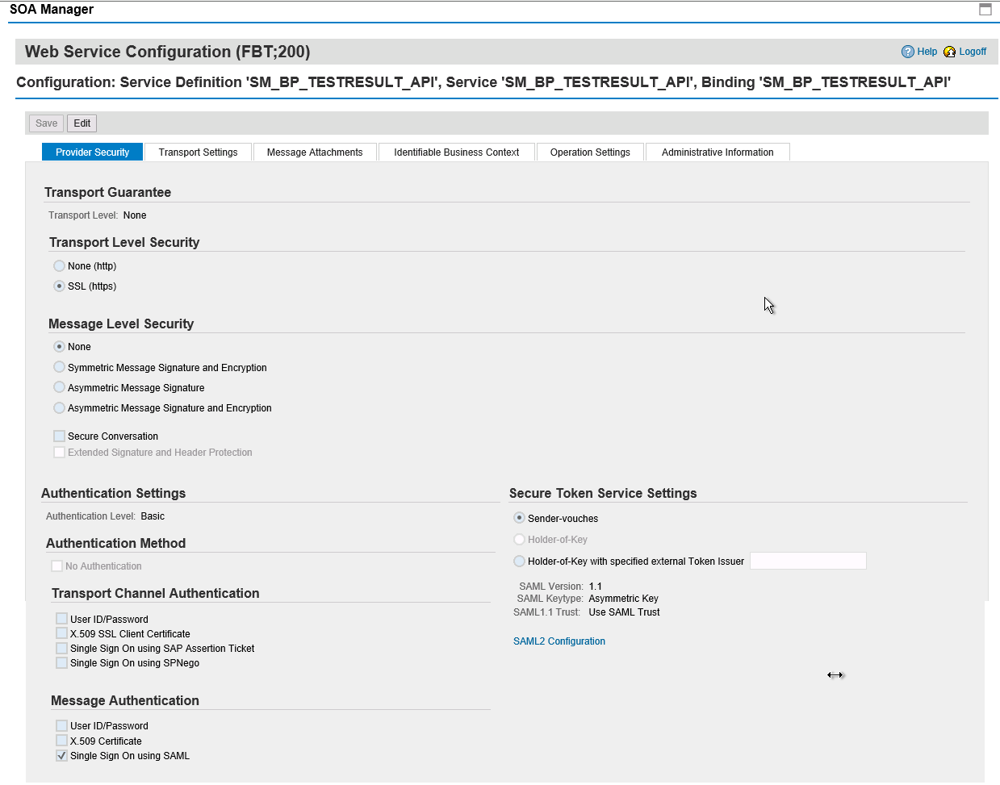 SOA Manager
Web Service Configuration (FBT;200)
Help Logoff
Configuration: Service Definition 'SM_BP_TESTRESULT_API', Service 'SM_BP_TESTRESULT_API', Binding 'SM_BP_TESTRESULT_API'
Save Edit
Provider Security Transport Settings Message Attachments Identifiable Business Context Operation Settings Administrative Information
Transport Guarantee
Transport Level: None
Transport Level Security
None (http)
SSL (https)
Message Level Security
None
Symmetric Message Signature and Encryption
Asymmetric Message Signature
Asymmetric Message Signature and Encryption
Secure Conversation
Extended Signature and Header Protection
Authentication Settings
Authentication Level: Basic
Authentication Method
No Authentication
Transport Channel Authentication
User ID/Password
X.509 SSL Client Certificate
Single Sign On using SAP Assertion Ticket
Single Sign On using SPNego
Message Authentication
User ID/Password
X.509 Certificate
Single Sign On using SAML
Secure Token Service Settings
Sender-vouches
Holder-of-Key
Holder-of-Key with specified external Token Issuer
SAML Version: 1.1
SAML Keytype: Asymmetric Key
SAML1.1 Trust: Use SAML Trust
SAML2 Configuration